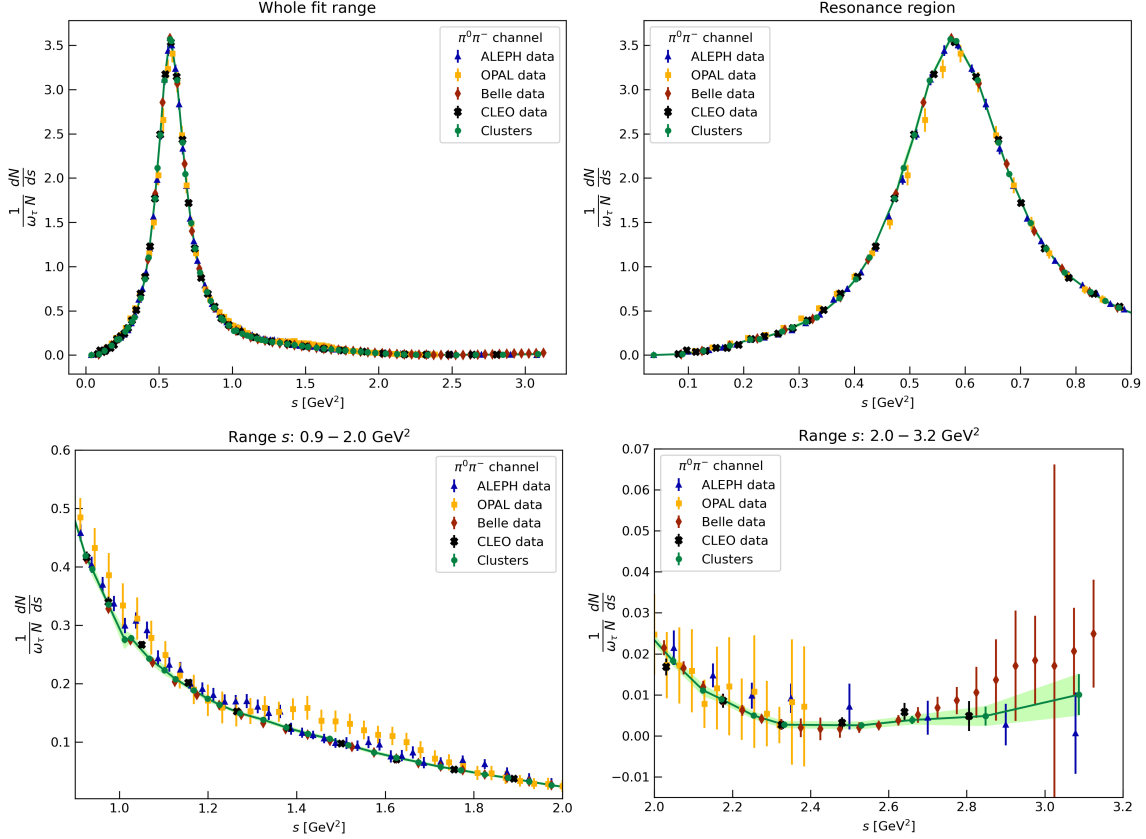 Whole fit range
3.5
3.0
2.5
2.0
1.5
1.0
0.5
0.0
1/ω_τ N dN/ds
π⁰π⁻ channel
ALEPH data
OPAL data
Belle data
CLEO data
Clusters
0.0 0.5 1.0 1.5 2.0 2.5 3.0
s [GeV²]
Resonance region
3.5
3.0
2.5
2.0
1.5
1.0
0.5
0.0
1/ω_τ N dN/ds
π⁰π⁻ channel
ALEPH data
OPAL data
Belle data
CLEO data
Clusters
0.1 0.2 0.3 0.4 0.5 0.6 0.7 0.8 0.9
s [GeV²]
Range s: 0.9 − 2.0 GeV²
0.6
0.5
0.4
0.3
0.2
0.1
1/ω_τ N dN/ds
π⁰π⁻ channel
ALEPH data
OPAL data
Belle data
CLEO data
Clusters
1.0 1.2 1.4 1.6 1.8 2.0
s [GeV²]
Range s: 2.0 − 3.2 GeV²
0.07
0.06
0.05
0.04
0.03
0.02
0.01
0.00
−0.01
1/ω_τ N dN/ds
π⁰π⁻ channel
ALEPH data
OPAL data
Belle data
CLEO data
Clusters
2.0 2.2 2.4 2.6 2.8 3.0 3.2
s [GeV²]